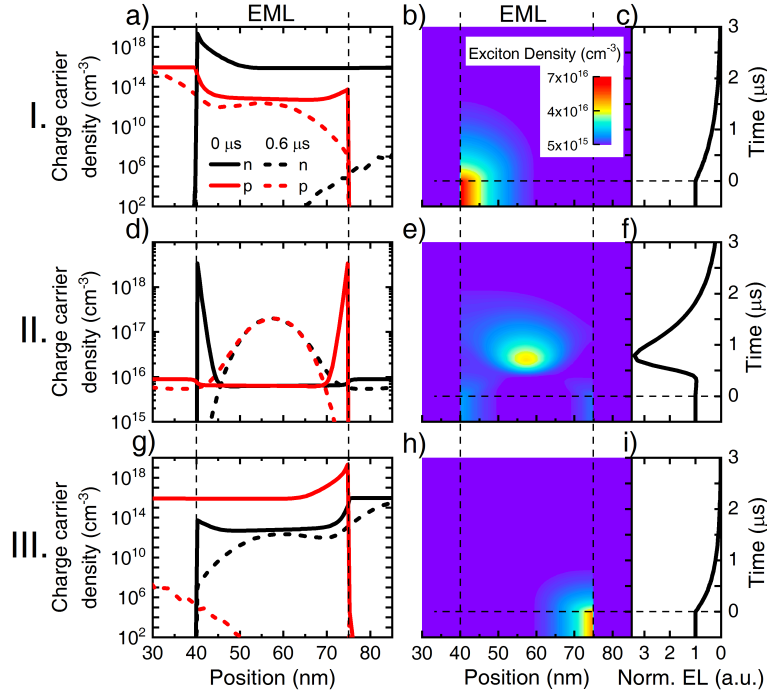 EML
EML
a)
b)
c)
I.
Charge carrier
density (cm⁻³)
10¹⁸
10¹⁴
10¹⁰
10⁶
10²
0 μs
0.6 μs
n
n
p
p
Exciton Density (cm⁻³)
7x10¹⁶
4x10¹⁶
5x10¹⁵
3
2
1
0
Time (μs)
d)
e)
f)
II.
Charge carrier
density (cm⁻³)
10¹⁸
10¹⁷
10¹⁶
10¹⁵
3
2
1
0
Time (μs)
g)
h)
i)
III.
Charge carrier
density (cm⁻³)
10¹⁸
10¹⁴
10¹⁰
10⁶
10²
3
2
1
0
Time (μs)
30 40 50 60 70 80
30 40 50 60 70 80
3 2 1 0
Position (nm)
Position (nm)
Norm. EL (a.u.)